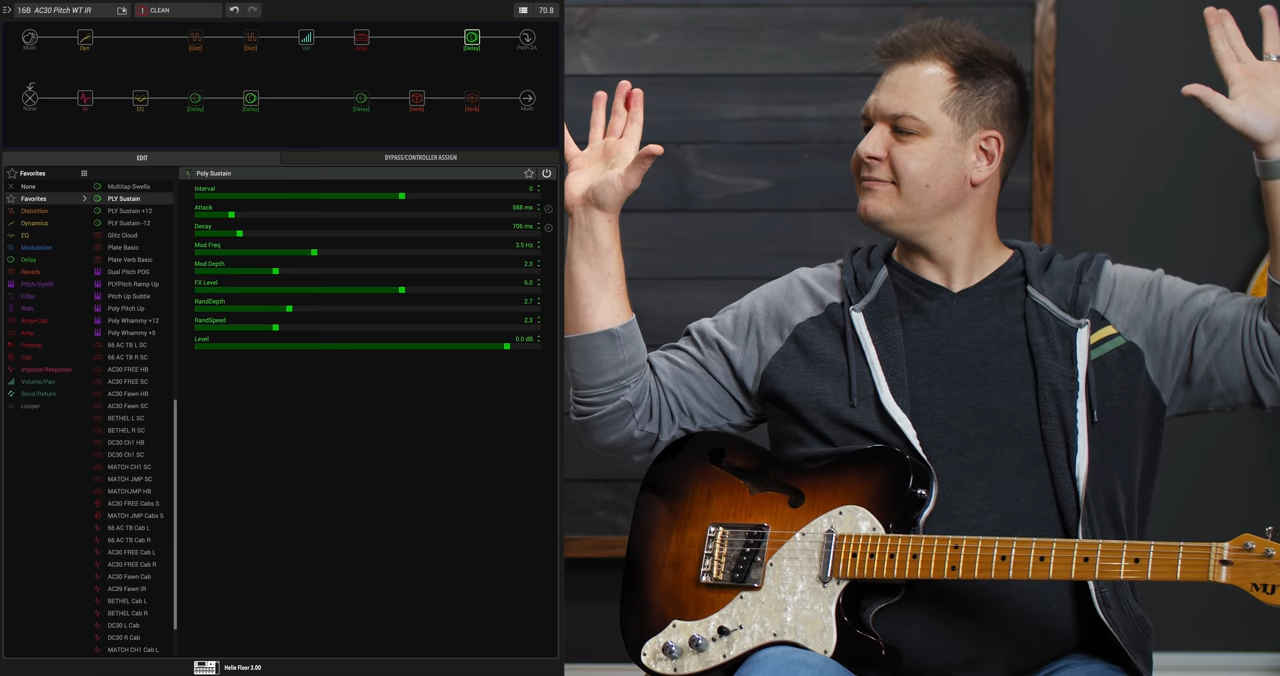 16B AC30 Pitch WT IR
1 CLEAN
70.8
Multi
Dyn
[Dist]
[Dist]
Vol
Amp
[Delay]
Path 2A
None
IR
EQ
[Delay]
[Delay]
[Delay]
[Verb]
[Verb]
Multi
EDIT
BYPASS/CONTROLLER ASSIGN
Favorites
None
Favorites
Distortion
Dynamics
EQ
Modulation
Delay
Reverb
Pitch/Synth
Filter
Wah
Amp+Cab
Amp
Preamp
Cab
Impulse Response
Volume/Pan
Send/Return
Looper
Multitap Swells
PLY Sustain
PLY Sustain +12
PLY Sustain -12
Glitz Cloud
Plate Basic
Plate Verb Basic
Dual Pitch POG
PLYPitch Ramp Up
Pitch Up Subtle
Poly Pitch Up
Poly Whammy +12
Poly Whammy +5
66 AC TB L SC
66 AC TB R SC
AC30 FREE HB
AC30 FREE SC
AC30 Fawn HB
AC30 Fawn SC
BETHEL L SC
BETHEL R SC
DC30 Ch1 HB
DC30 Ch1 SC
MATCH CH1 SC
MATCH JMP SC
MATCHJMP HB
AC30 FREE Cabs S
MATCH JMP Cabs S
66 AC TB Cab L
66 AC TB Cab R
AC30 FREE Cab L
AC30 FREE Cab R
AC30 Fawn Cab
AC39 Fawn IR
BETHEL Cab L
BETHEL Cab R
DC30 L Cab
DC30 R Cab
MATCH CH1 Cab L
Poly Sustain
Interval 0
Attack 588 ms
Decay 706 ms
Mod Freq 3.5 Hz
Mod Depth 2.3
FX Level 6.0
RandDepth 2.7
RandSpeed 2.3
Level 0.0 dB
Helix Floor 3.00
MJT